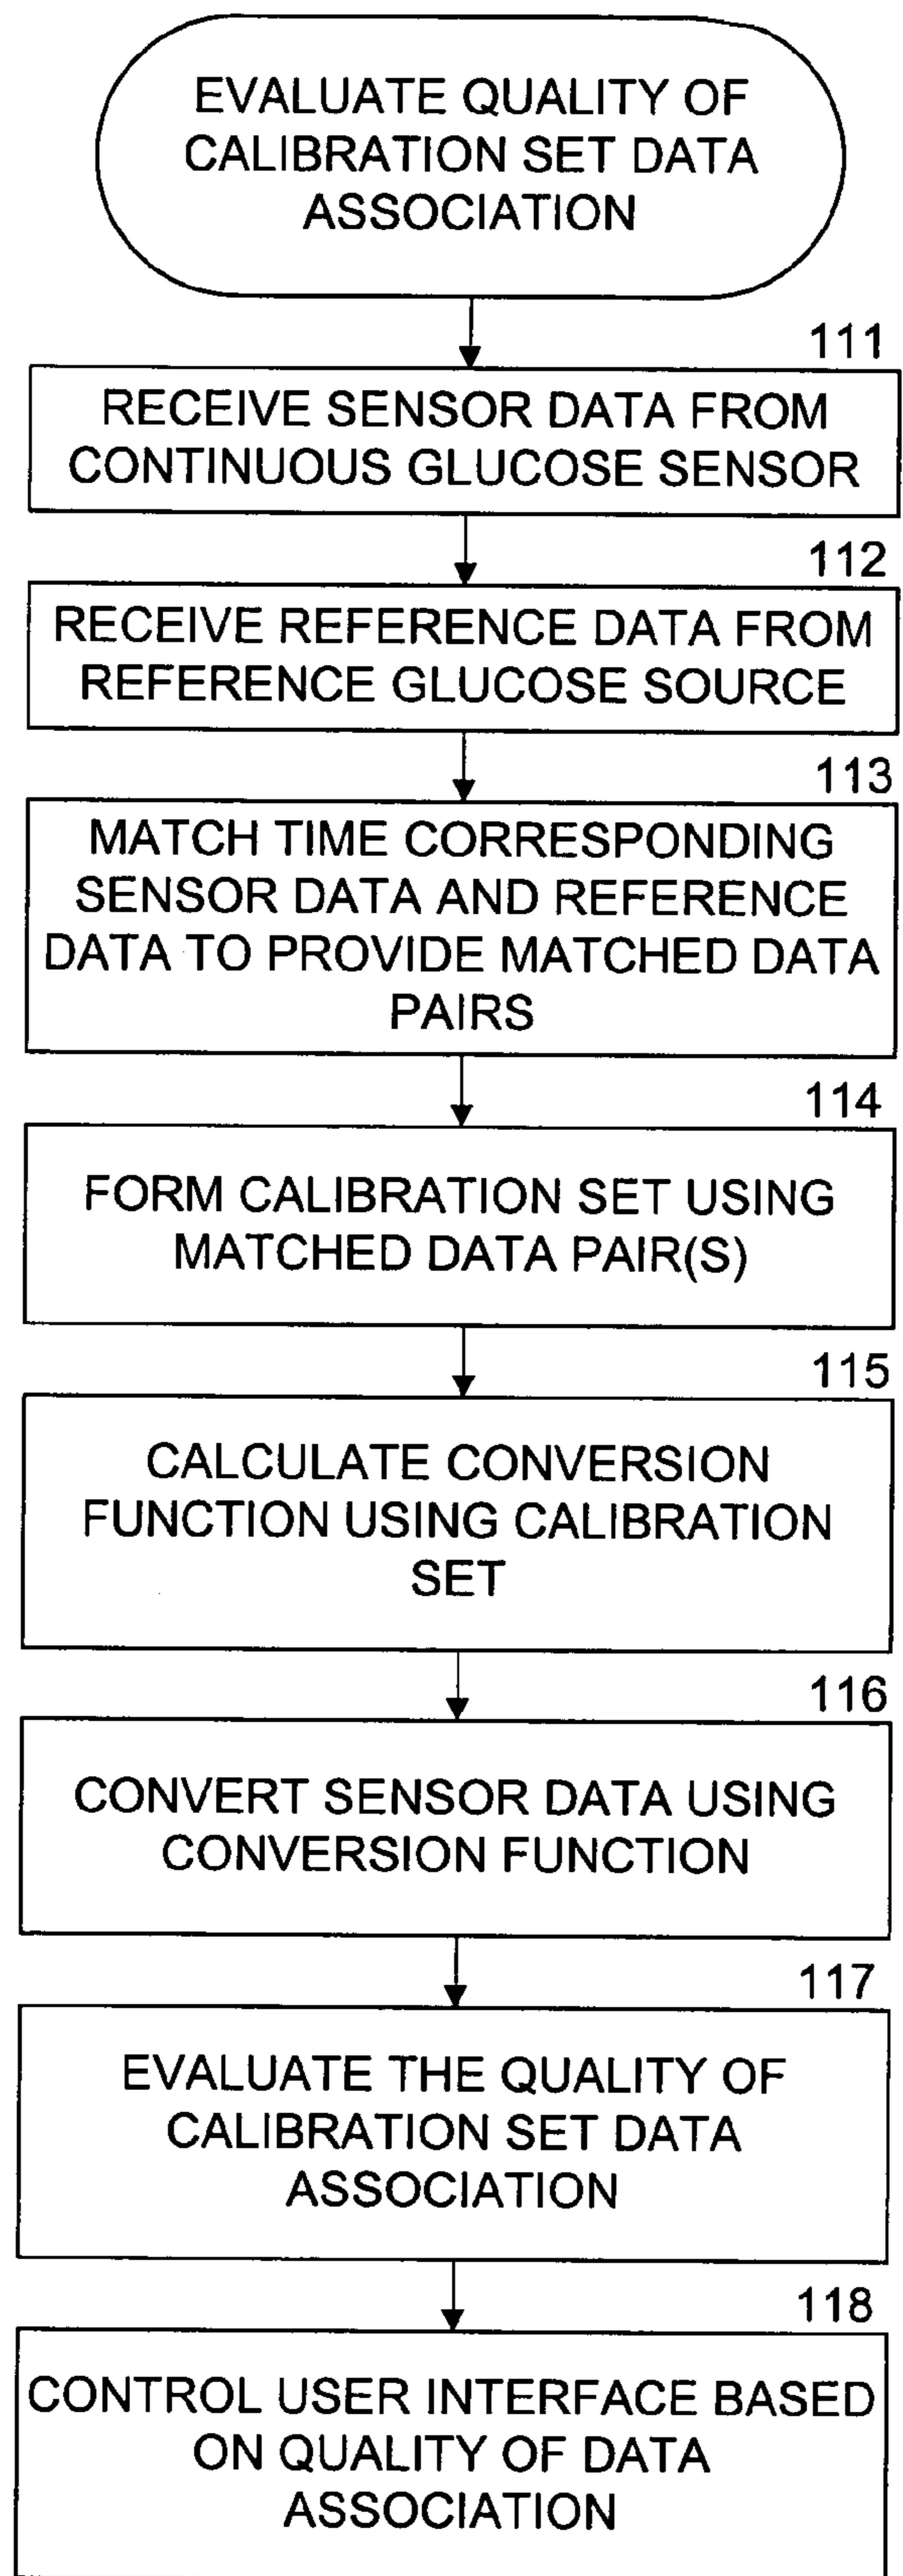 EVALUATE QUALITY OF
CALIBRATION SET DATA
ASSOCIATION
111
RECEIVE SENSOR DATA FROM
CONTINUOUS GLUCOSE SENSOR
112
RECEIVE REFERENCE DATA FROM
REFERENCE GLUCOSE SOURCE
113
MATCH TIME CORRESPONDING
SENSOR DATA AND REFERENCE
DATA TO PROVIDE MATCHED DATA
PAIRS
114
FORM CALIBRATION SET USING
MATCHED DATA PAIR(S)
115
CALCULATE CONVERSION
FUNCTION USING CALIBRATION
SET
116
CONVERT SENSOR DATA USING
CONVERSION FUNCTION
117
EVALUATE THE QUALITY OF
CALIBRATION SET DATA
ASSOCIATION
118
CONTROL USER INTERFACE BASED
ON QUALITY OF DATA
ASSOCIATION